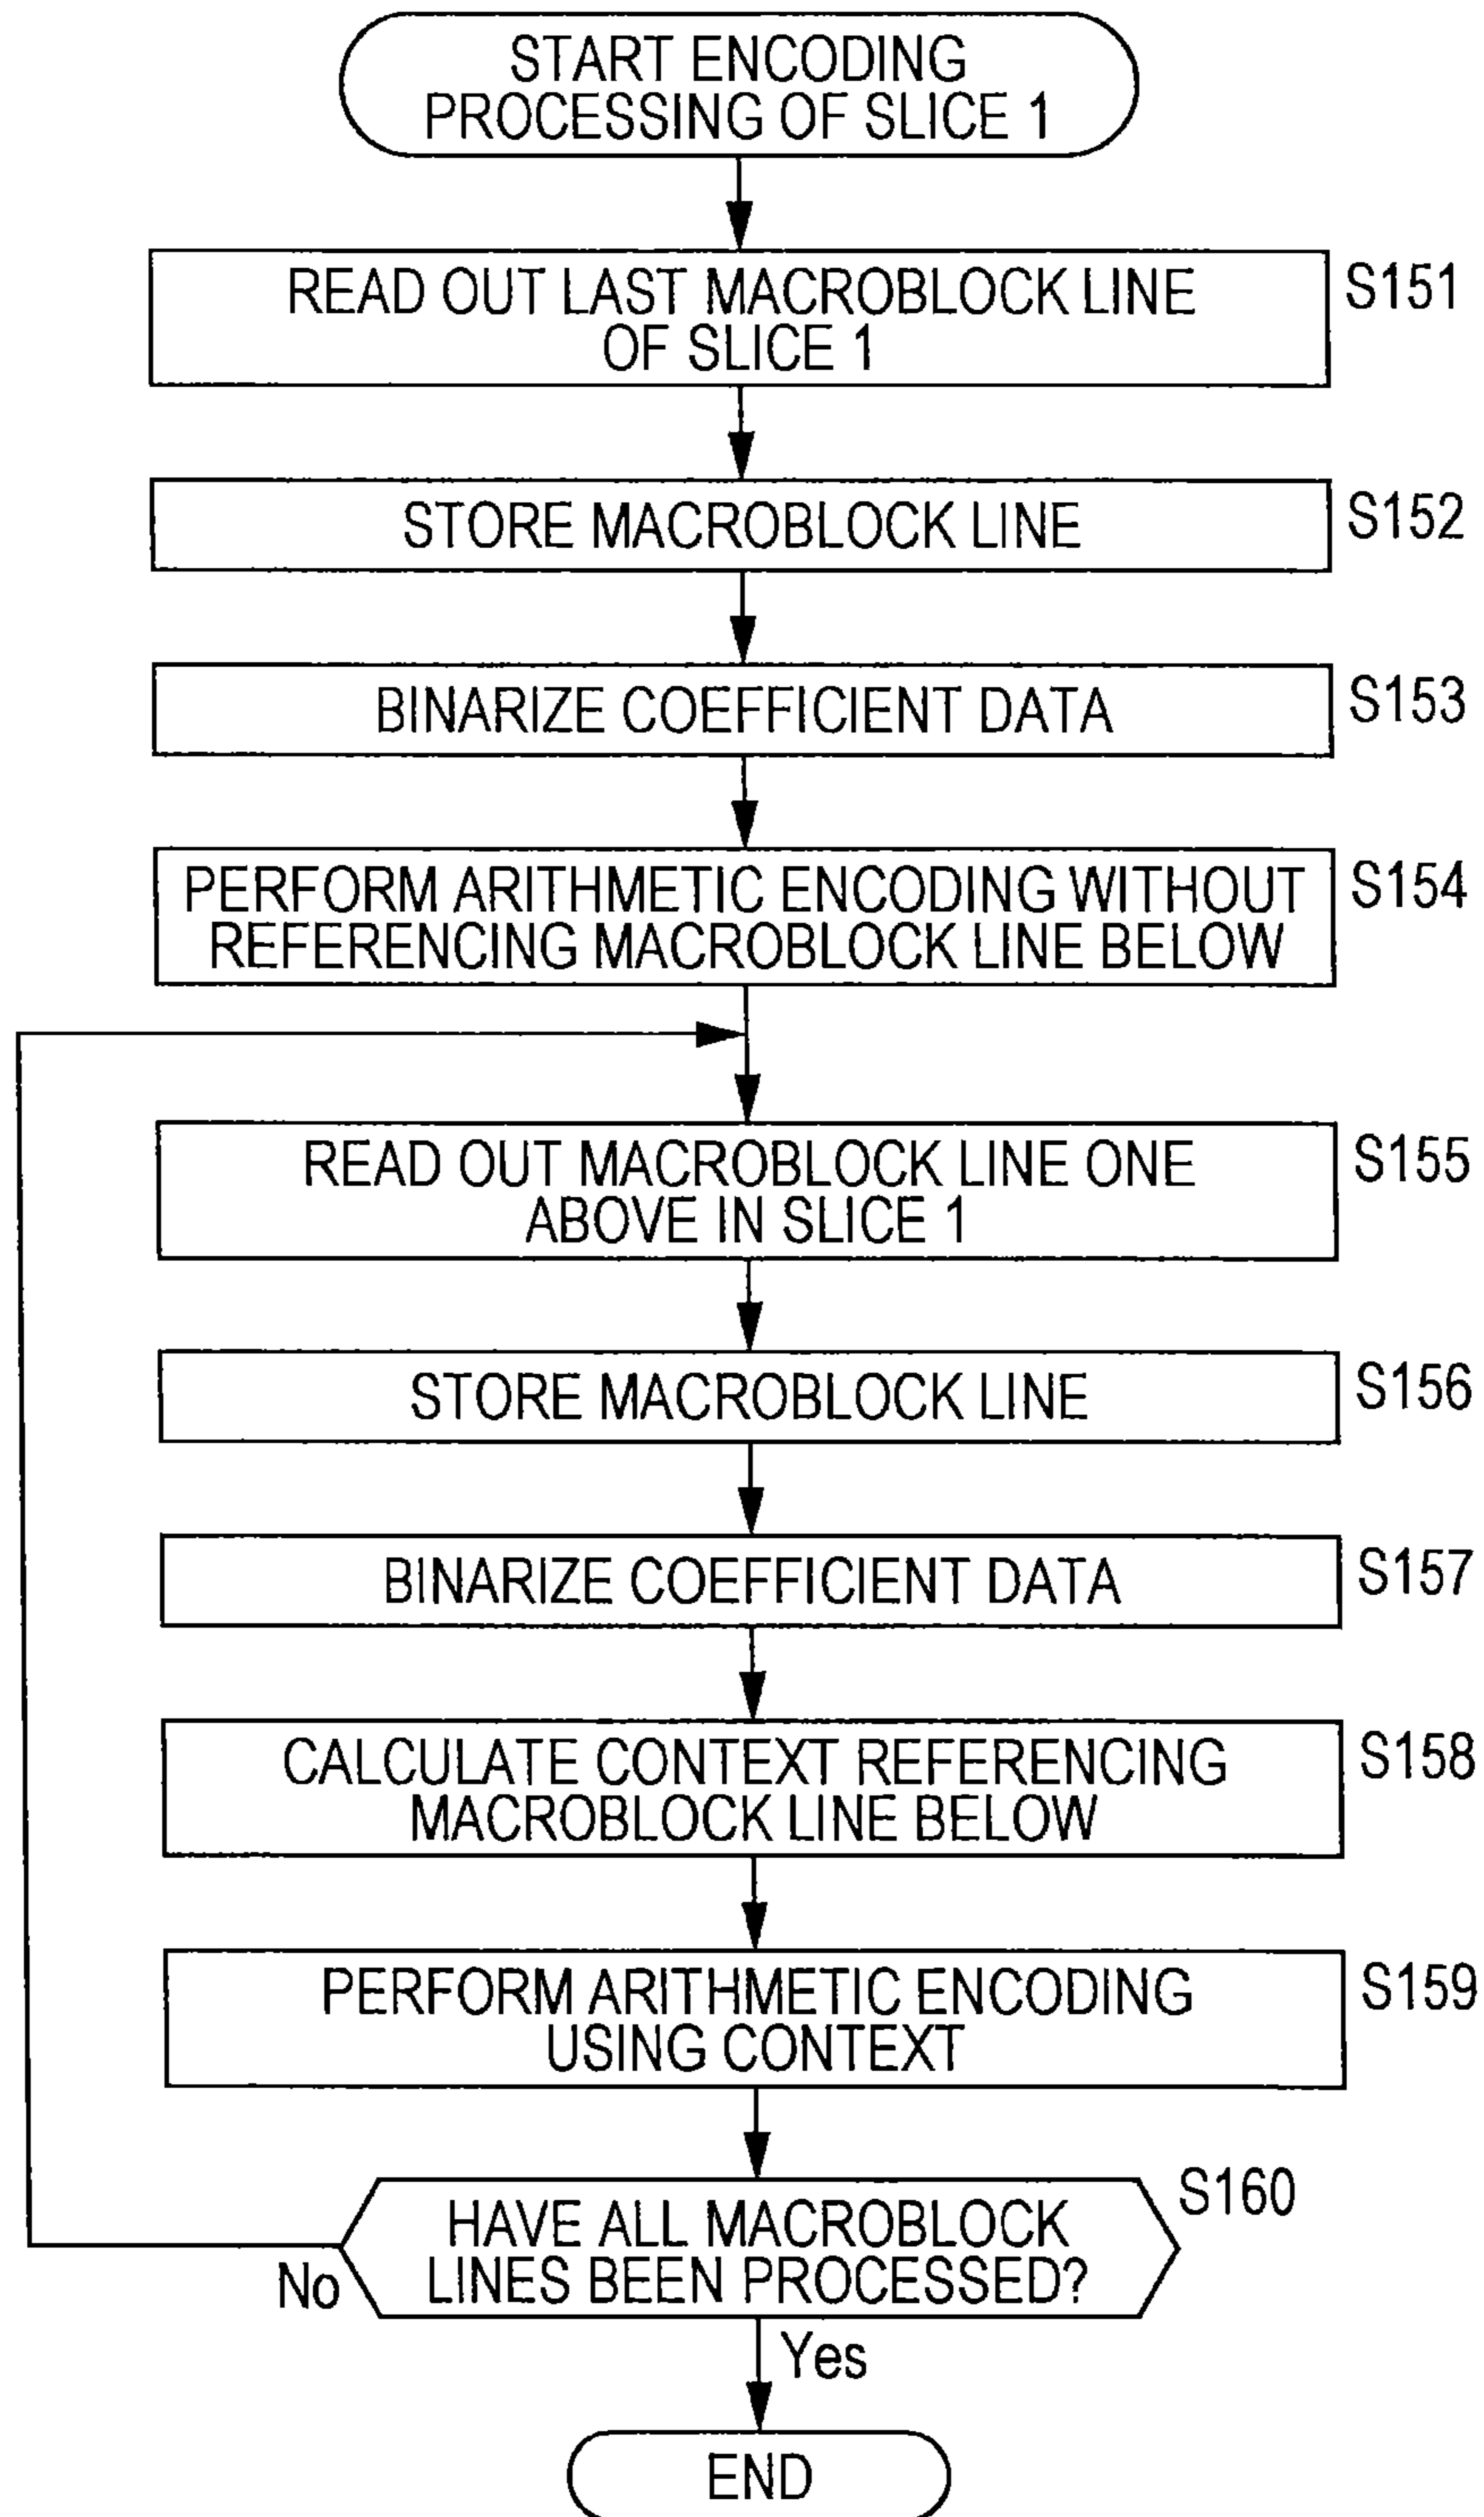 START ENCODING
PROCESSING OF SLICE 1
READ OUT LAST MACROBLOCK LINE
OF SLICE 1
S151
STORE MACROBLOCK LINE
S152
BINARIZE COEFFICIENT DATA
S153
PERFORM ARITHMETIC ENCODING WITHOUT
REFERENCING MACROBLOCK LINE BELOW
S154
READ OUT MACROBLOCK LINE ONE
ABOVE IN SLICE 1
S155
STORE MACROBLOCK LINE
S156
BINARIZE COEFFICIENT DATA
S157
CALCULATE CONTEXT REFERENCING
MACROBLOCK LINE BELOW
S158
PERFORM ARITHMETIC ENCODING
USING CONTEXT
S159
HAVE ALL MACROBLOCK
LINES BEEN PROCESSED?
S160
No
Yes
END